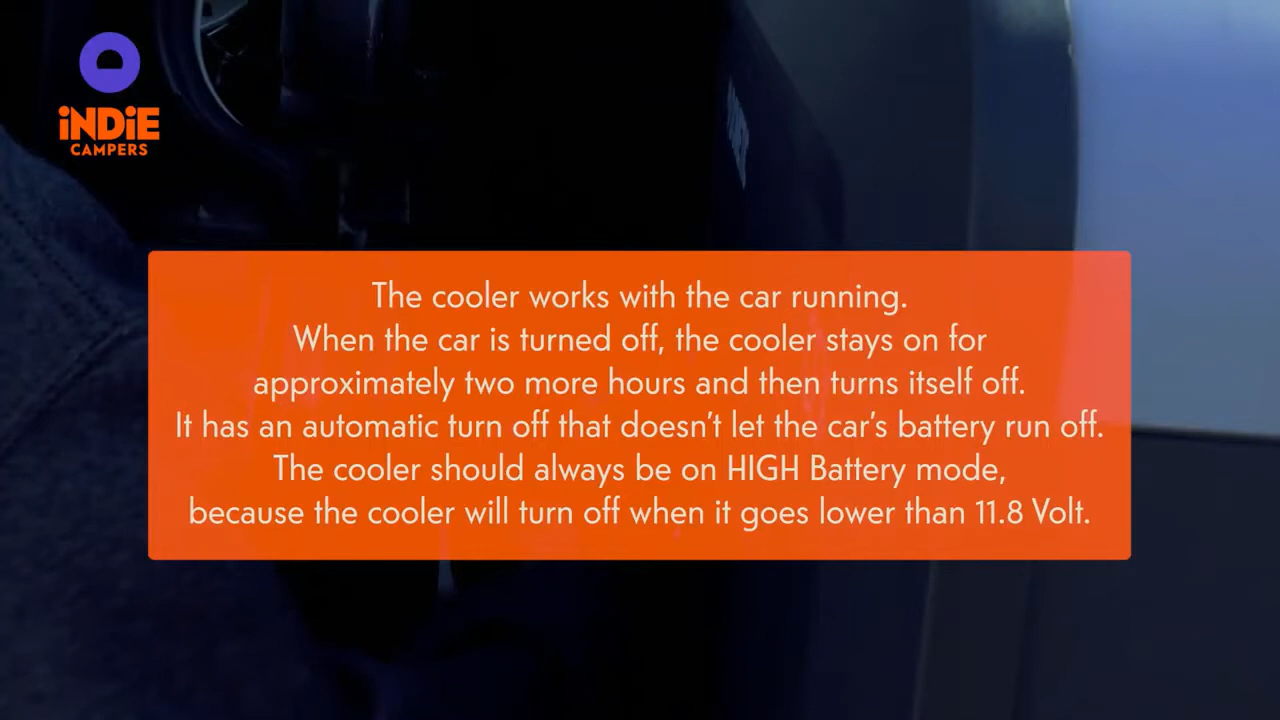 iNDiE
CAMPERS
The cooler works with the car running.
When the car is turned off, the cooler stays on for
approximately two more hours and then turns itself off.
It has an automatic turn off that doesn't let the car's battery run off.
The cooler should always be on HIGH Battery mode,
because the cooler will turn off when it goes lower than 11.8 Volt.